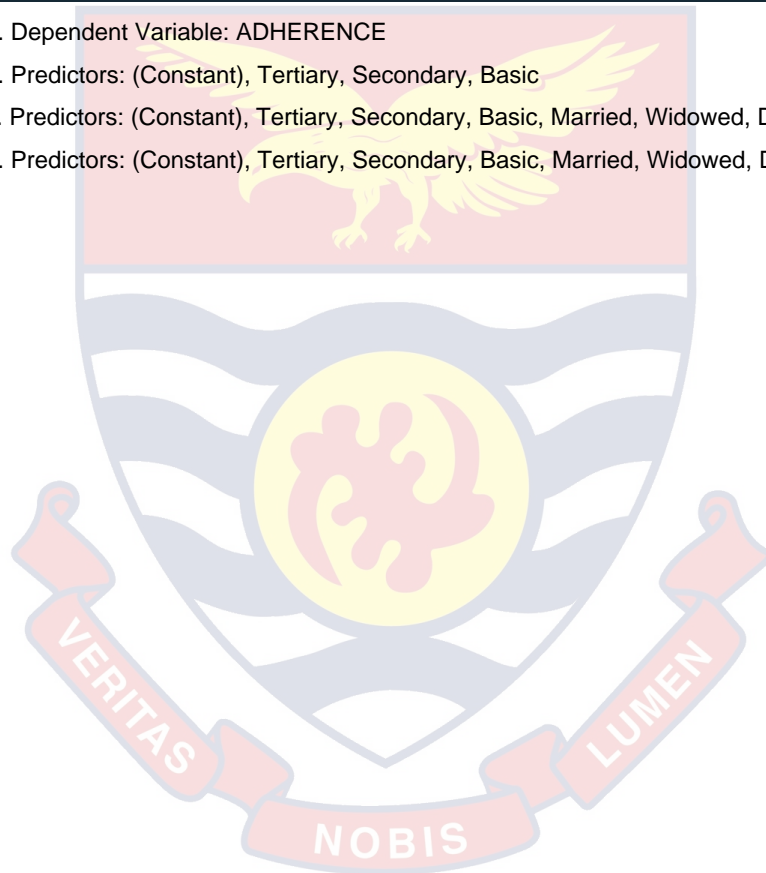 . Dependent Variable: ADHERENCE
. Predictors: (Constant), Tertiary, Secondary, Basic
. Predictors: (Constant), Tertiary, Secondary, Basic, Married, Widowed,
. Predictors: (Constant), Tertiary, Secondary, Basic, Married, Widowed,
VERITAS
NOBIS
LUMEN